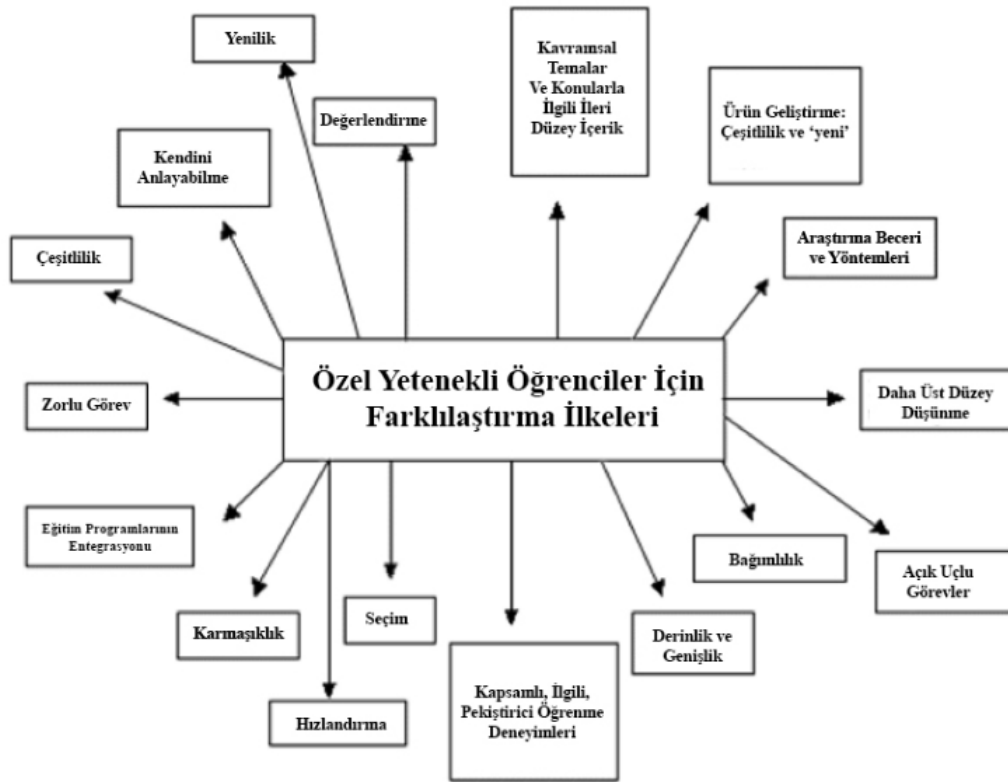 Yenilik
Kavramsal
Temalar
Ve Konularla
İlgili İleri
Düzey İçerik
Değerlendirme
Ürün Geliştirme:
Çeşitlilik ve ‘yeni’
Kendini
Anlayabilme
Çeşitlilik
Araştırma Beceri
ve Yöntemleri
Özel Yetenekli Öğrenciler İçin
Farklılaştırma İlkeleri
Zorlu Görev
Daha Üst Düzey
Düşünme
Eğitim Programlarının
Entegrasyonu
Bağımlılık
Açık Uçlu
Görevler
Karmaşıklık
Seçim
Derinlik ve
Genişlik
Hızlandırma
Kapsamlı, İlgili,
Pekiştirici Öğrenme
Deneyimleri